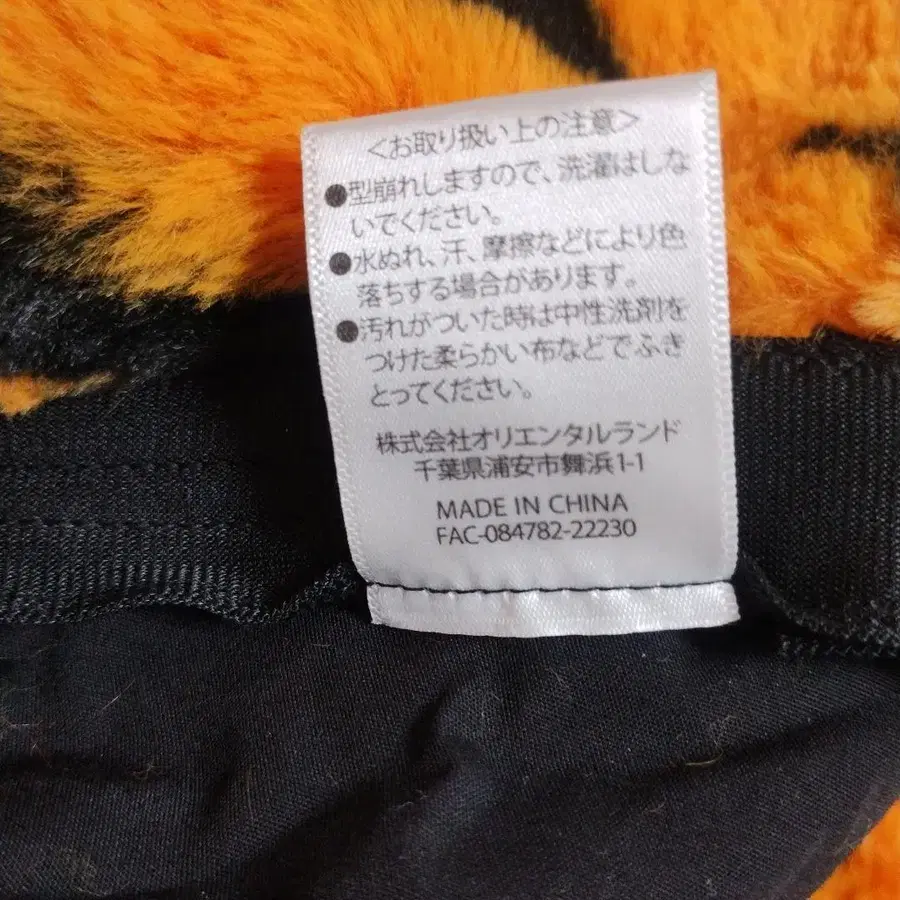 <お取り扱い上の注意>
●型崩れしますので、洗濯はしな
いでください。
●水ぬれ、汗、摩擦などにより色
落ちする場合があります。
●汚れがついた時は中性洗剤を
つけた柔らかい布などでふき
とってください。
株式会社オリエンタルランド
千葉県浦安市舞浜1-1
MADE IN CHINA
FAC-084782-22230